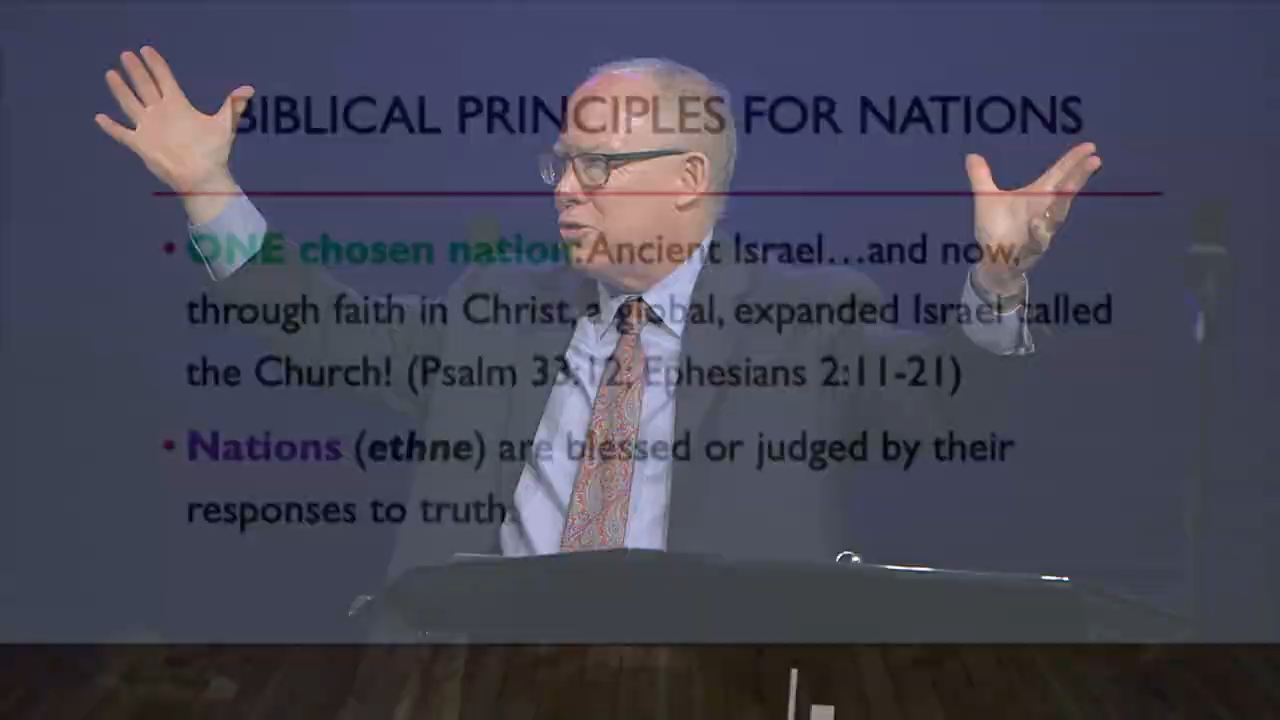 BIBLICAL PRINCIPLES FOR NATIONS
• ONE chosen nation: Ancient Israel…and now,
through faith in Christ, a global, expanded Israel called
the Church! (Psalm 33:12; Ephesians 2:11-21)
• Nations (ethne) are blessed or judged by their
responses to truth.